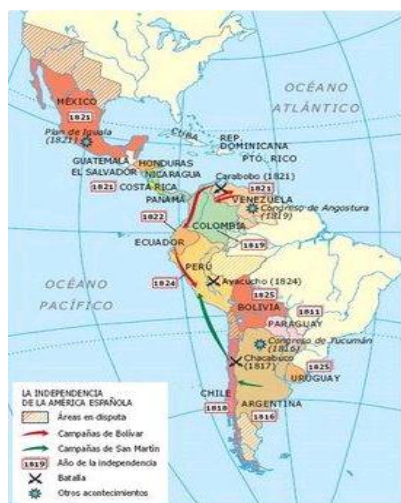 OCÉANO
ATLÁNTICO
MÉXICO
1821
Plan de Iguala
(1821)
CUBA
REP.
DOMINICANA
PTO. RICO
GUATEMALA
EL SALVADOR
HONDURAS
NICARAGUA
1821
COSTA RICA
PANAMÁ
Carabobo (1821)
1821
VENEZUELA
Congreso de Angostura
(1819)
1822
COLOMBIA
1819
ECUADOR
OCÉANO
PACÍFICO
PERÚ
1824
Ayacucho (1824)
1825
BOLIVIA
1811
PARAGUAY
Congreso de Tucumán
(1816)
Chacabuco
(1817)
1825
URUGUAY
CHILE
1818
ARGENTINA
1816
LA INDEPENDENCIA
DE LA AMÉRICA ESPAÑOLA
Áreas en disputa
Campañas de Bolívar
Campañas de San Martín
1819 Año de la independencia
Batalla
Otros acontecimientos